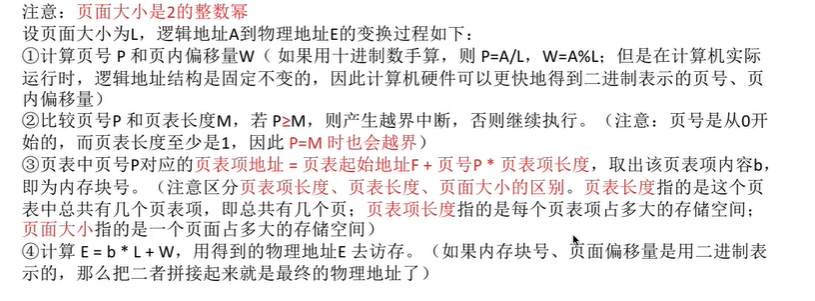 注意：页面大小是2的整数幂
设页面大小为L，逻辑地址A到物理地址E的变换过程如下：
①计算页号 P 和页内偏移量W（ 如果用十进制数手算，则 P=A/L，W=A%L；但是在计算机实际
运行时，逻辑地址结构是固定不变的，因此计算机硬件可以更快地得到二进制表示的页号、页
内偏移量）
②比较页号P 和页表长度M，若 P≥M，则产生越界中断，否则继续执行。（注意：页号是从0开
始的，而页表长度至少是1，因此 P=M 时也会越界）
③页表中页号P对应的页表项地址 = 页表起始地址F + 页号P * 页表项长度，取出该页表项内容b，
即为内存块号。（注意区分页表项长度、页表长度、页面大小的区别。页表长度指的是这个页
表中总共有几个页表项，即总共有几个页；页表项长度指的是每个页表项占多大的存储空间；
页面大小指的是一个页面占多大的存储空间）
④计算 E = b * L + W，用得到的物理地址E 去访存。（如果内存块号、页面偏移量是用二进制表
示的，那么把二者拼接起来就是最终的物理地址了）